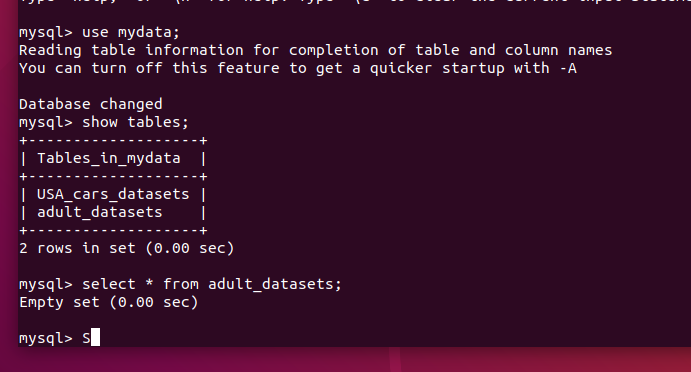 mysql> use mydata;
Reading table information for completion of table and column names
You can turn off this feature to get a quicker startup with -A
Database changed
mysql> show tables;
+-------------------+
| Tables_in_mydata  |
+-------------------+
| USA_cars_datasets |
| adult_datasets    |
+-------------------+
2 rows in set (0.00 sec)
mysql> select * from adult_datasets;
Empty set (0.00 sec)
mysql> S